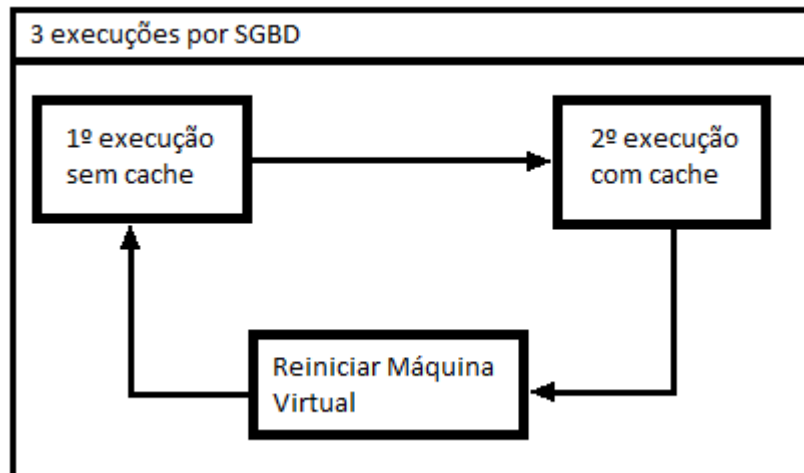 3 execuções por SGBD
1º execução
sem cache
2º execução
com cache
Reiniciar Máquina
Virtual